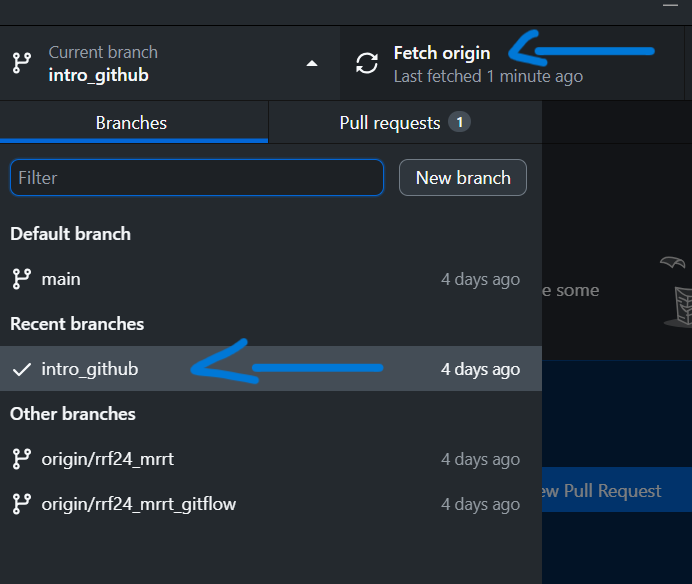 Current branch
intro_github
Fetch origin
Last fetched 1 minute ago
Branches
Pull requests 1
Filter
New branch
Default branch
main 4 days ago
Recent branches
intro_github 4 days ago
Other branches
origin/rrf24_mrrt 4 days ago
origin/rrf24_mrrt_gitflow 4 days ago
some
Pull Request